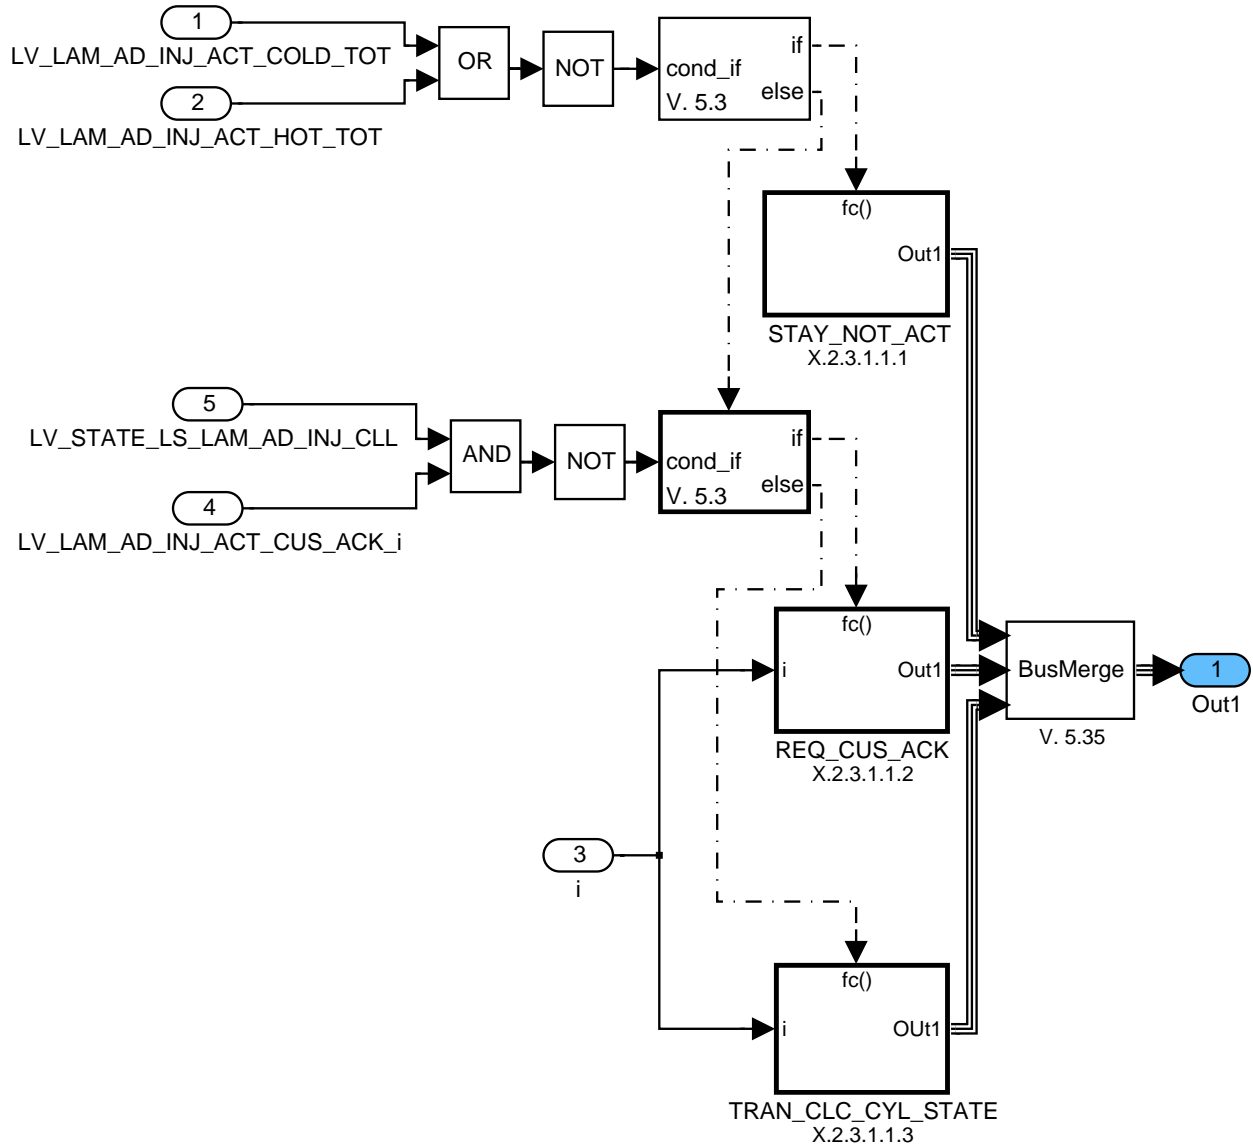 1
LV_LAM_AD_INJ_ACT_COLD_TOT
2
LV_LAM_AD_INJ_ACT_HOT_TOT
OR
NOT
if
cond_if
else
V. 5.3
fc()
Out1
STAY_NOT_ACT
X.2.3.1.1.1
5
LV_STATE_LS_LAM_AD_INJ_CLL
4
LV_LAM_AD_INJ_ACT_CUS_ACK_i
AND
NOT
if
cond_if
else
V. 5.3
fc()
i
Out1
REQ_CUS_ACK
X.2.3.1.1.2
BusMerge
V. 5.35
1
Out1
3
i
fc()
i
OUt1
TRAN_CLC_CYL_STATE
X.2.3.1.1.3